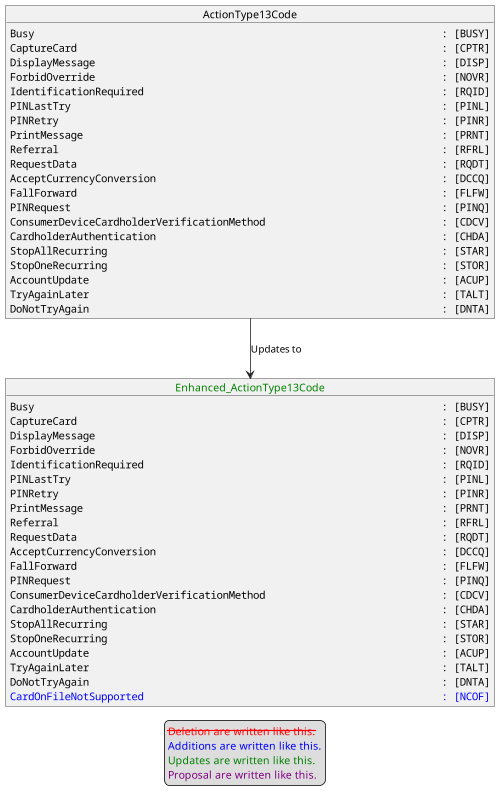 ActionType13Code
Busy : [BUSY]
CaptureCard : [CPTR]
DisplayMessage : [DISP]
ForbidOverride : [NOVR]
IdentificationRequired : [RQID]
PINLastTry : [PINL]
PINRetry : [PINR]
PrintMessage : [PRNT]
Referral : [RFRL]
RequestData : [RQDT]
AcceptCurrencyConversion : [DCCQ]
FallForward : [FLFW]
PINRequest : [PINQ]
ConsumerDeviceCardholderVerificationMethod : [CDCV]
CardholderAuthentication : [CHDA]
StopAllRecurring : [STAR]
StopOneRecurring : [STOR]
AccountUpdate : [ACUP]
TryAgainLater : [TALT]
DoNotTryAgain : [DNTA]
Updates to
Enhanced_ActionType13Code
Busy : [BUSY]
CaptureCard : [CPTR]
DisplayMessage : [DISP]
ForbidOverride : [NOVR]
IdentificationRequired : [RQID]
PINLastTry : [PINL]
PINRetry : [PINR]
PrintMessage : [PRNT]
Referral : [RFRL]
RequestData : [RQDT]
AcceptCurrencyConversion : [DCCQ]
FallForward : [FLFW]
PINRequest : [PINQ]
ConsumerDeviceCardholderVerificationMethod : [CDCV]
CardholderAuthentication : [CHDA]
StopAllRecurring : [STAR]
StopOneRecurring : [STOR]
AccountUpdate : [ACUP]
TryAgainLater : [TALT]
DoNotTryAgain : [DNTA]
CardOnFileNotSupported : [NCOF]
Deletion are written like this.
Additions are written like this.
Updates are written like this.
Proposal are written like this.